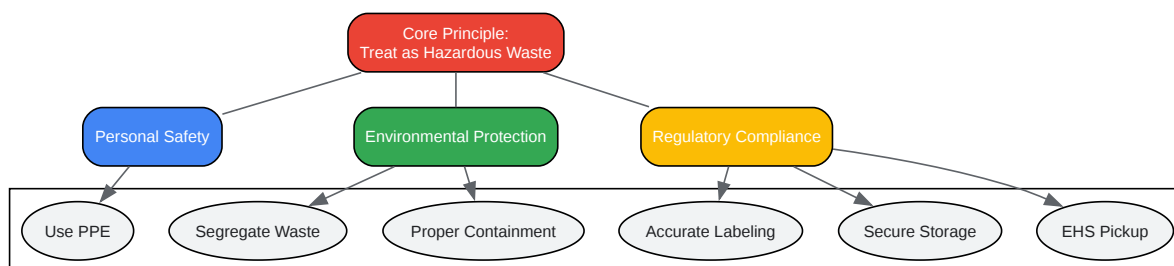 Core Principle:
Treat as Hazardous Waste
Personal Safety
Environmental Protection
Regulatory Compliance
Use PPE
Segregate Waste
Proper Containment
Accurate Labeling
Secure Storage
EHS Pickup